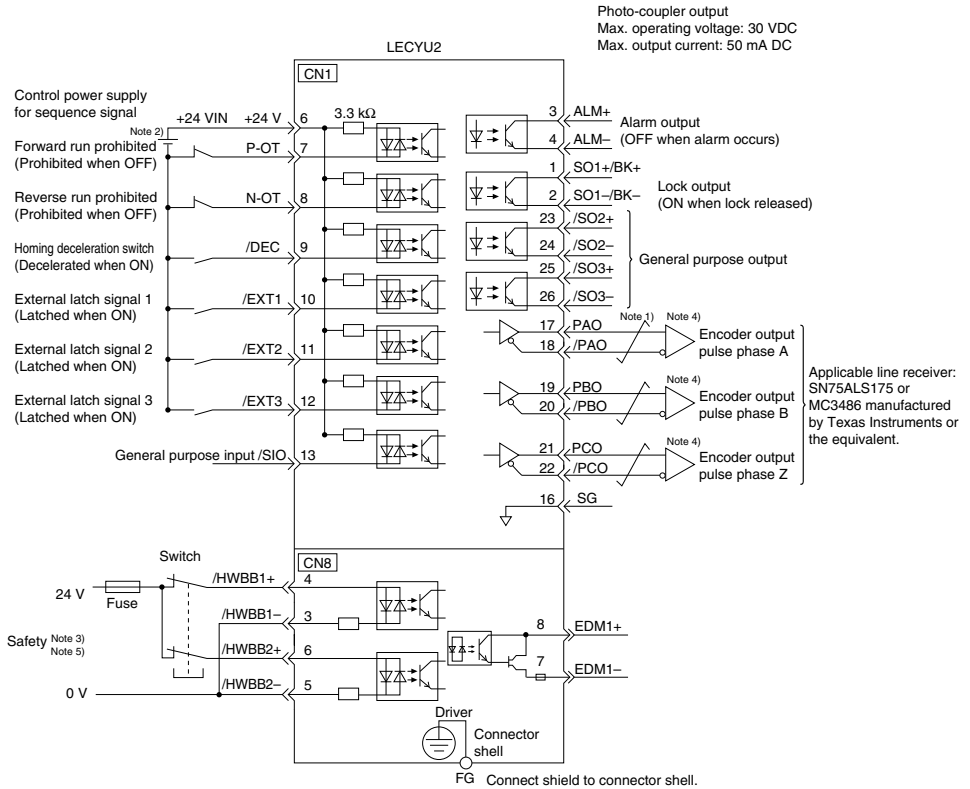 Photo-coupler output
Max. operating voltage: 30 VDC
Max. output current: 50 mA DC
LECYU2
CN1
Control power supply
for sequence signal
Note 2)
+24 VIN
+24 V
6
3.3 kΩ
Forward run prohibited
(Prohibited when OFF)
P-OT
7
Reverse run prohibited
(Prohibited when OFF)
N-OT
8
Homing deceleration switch
(Decelerated when ON)
/DEC
9
External latch signal 1
(Latched when ON)
/EXT1
10
External latch signal 2
(Latched when ON)
/EXT2
11
External latch signal 3
(Latched when ON)
/EXT3
12
General purpose input /SIO
13
3
ALM+
4
ALM–
Alarm output
(OFF when alarm occurs)
1
SO1+/BK+
2
SO1–/BK–
Lock output
(ON when lock released)
23
/SO2+
24
/SO2–
25
/SO3+
26
/SO3–
General purpose output
Note 1)
Note 4)
17
PAO
18
/PAO
Encoder output
pulse phase A
Note 4)
19
PBO
20
/PBO
Encoder output
pulse phase B
Note 4)
21
PCO
22
/PCO
Encoder output
pulse phase Z
Applicable line receiver:
SN75ALS175 or
MC3486 manufactured
by Texas Instruments or
the equivalent.
16
SG
CN8
Switch
24 V
Fuse
/HWBB1+
4
/HWBB1–
3
Safety Note 3)
Note 5)
/HWBB2+
6
/HWBB2–
5
0 V
8
EDM1+
7
EDM1–
Driver
Connector
shell
FG
Connect shield to connector shell.